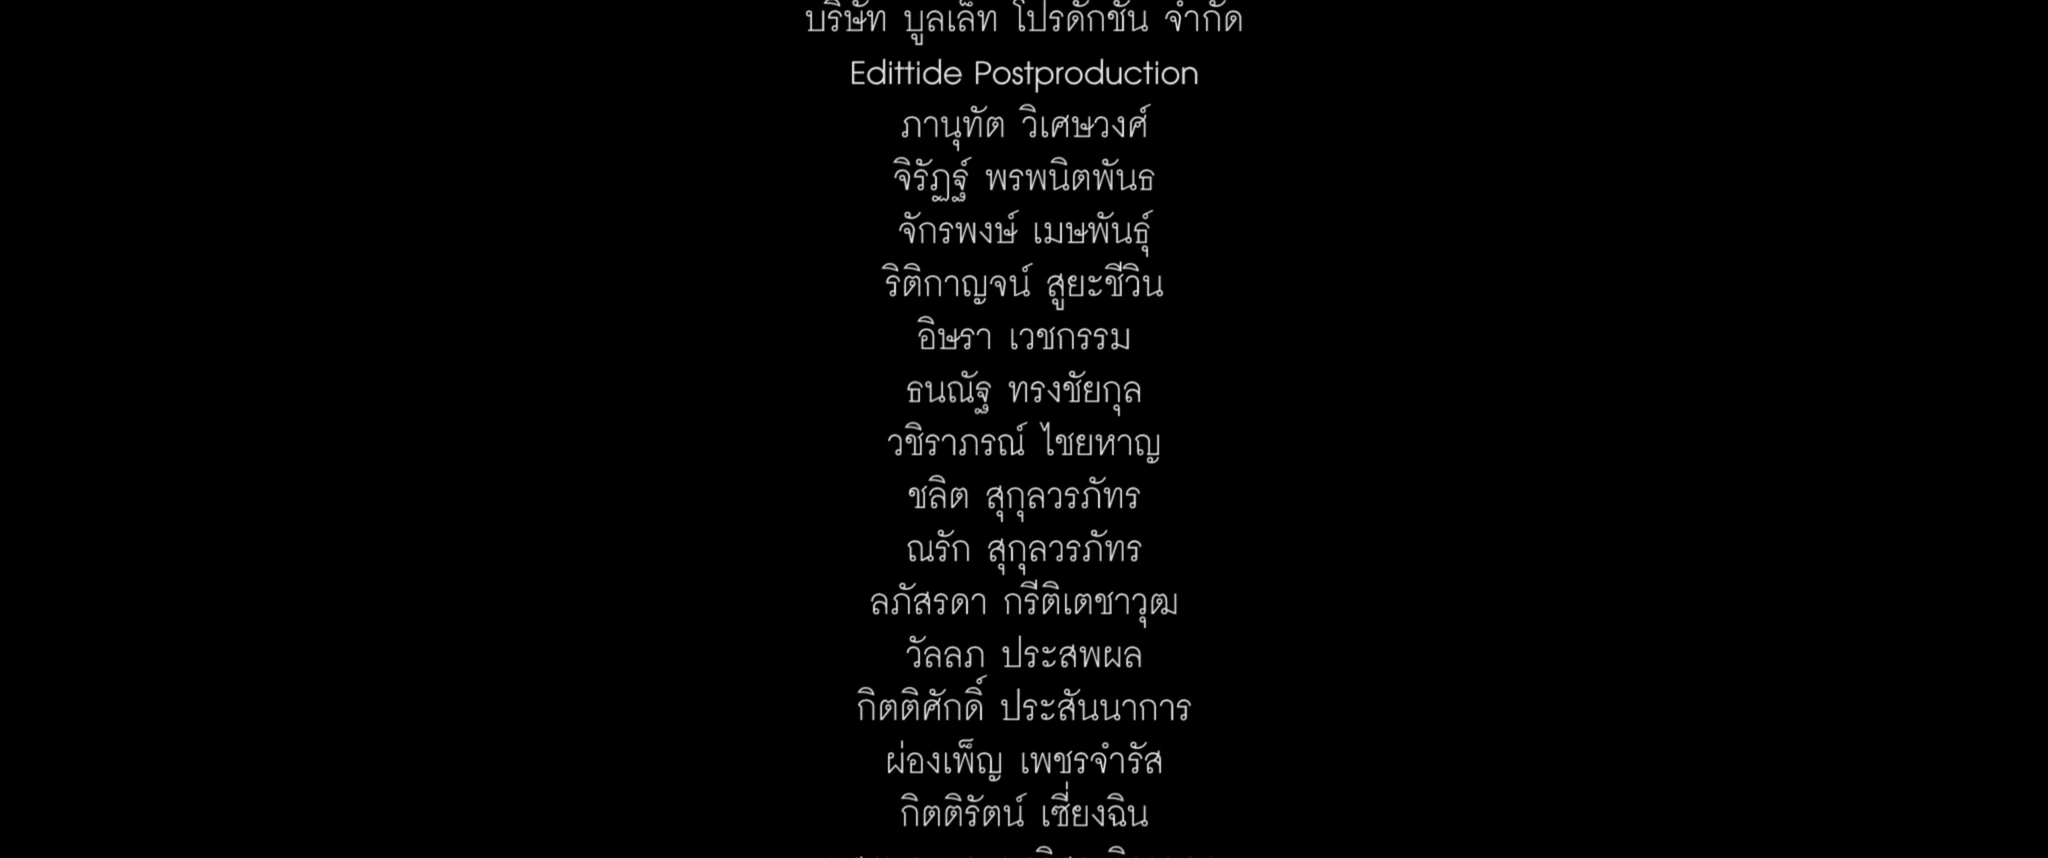 บริษัท บูลเล็ท โปรดักชั่น จำกัด
Edittide Postproduction
ภานุทัต วิเศษวงศ์
จิรัฏฐ์ พรพนิตพันธ
จักรพงษ์ เมษพันธุ์
ริติกาญจน์ สูยะชีวิน
อิษรา เวชกรรม
ธนณัฐ ทรงชัยกุล
วชิราภรณ์ ไชยหาญ
ชลิต สุกุลวรภัทร
ณรัก สุกุลวรภัทร
ลภัสรดา กรีติเตชาวุฒ
วัลลภ ประสพผล
กิตติศักดิ์ ประสันนาการ
ผ่องเพ็ญ เพชรจำรัส
กิตติรัตน์ เซี่ยงฉิน